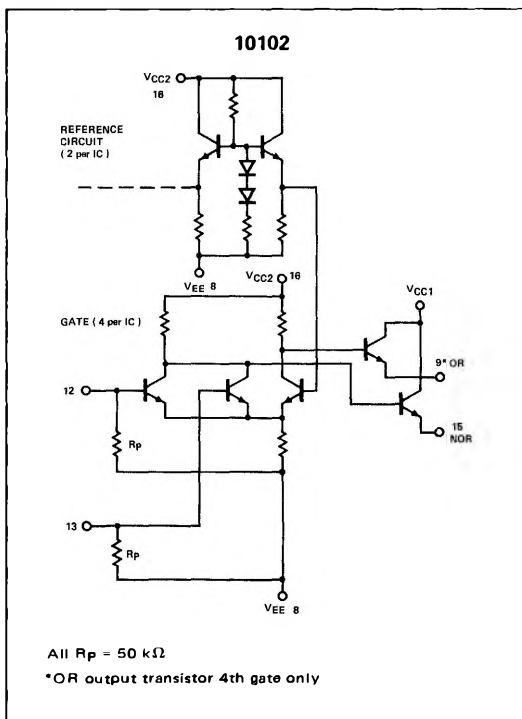 10102
VCC2
16
REFERENCE
CIRCUIT
( 2 per IC )
VEE 8
VCC2 16
GATE ( 4 per IC )
VCC1
12
9* OR
15
NOR
Rp
13
Rp
VEE 8
All Rp = 50 kΩ
*OR output transistor 4th gate only